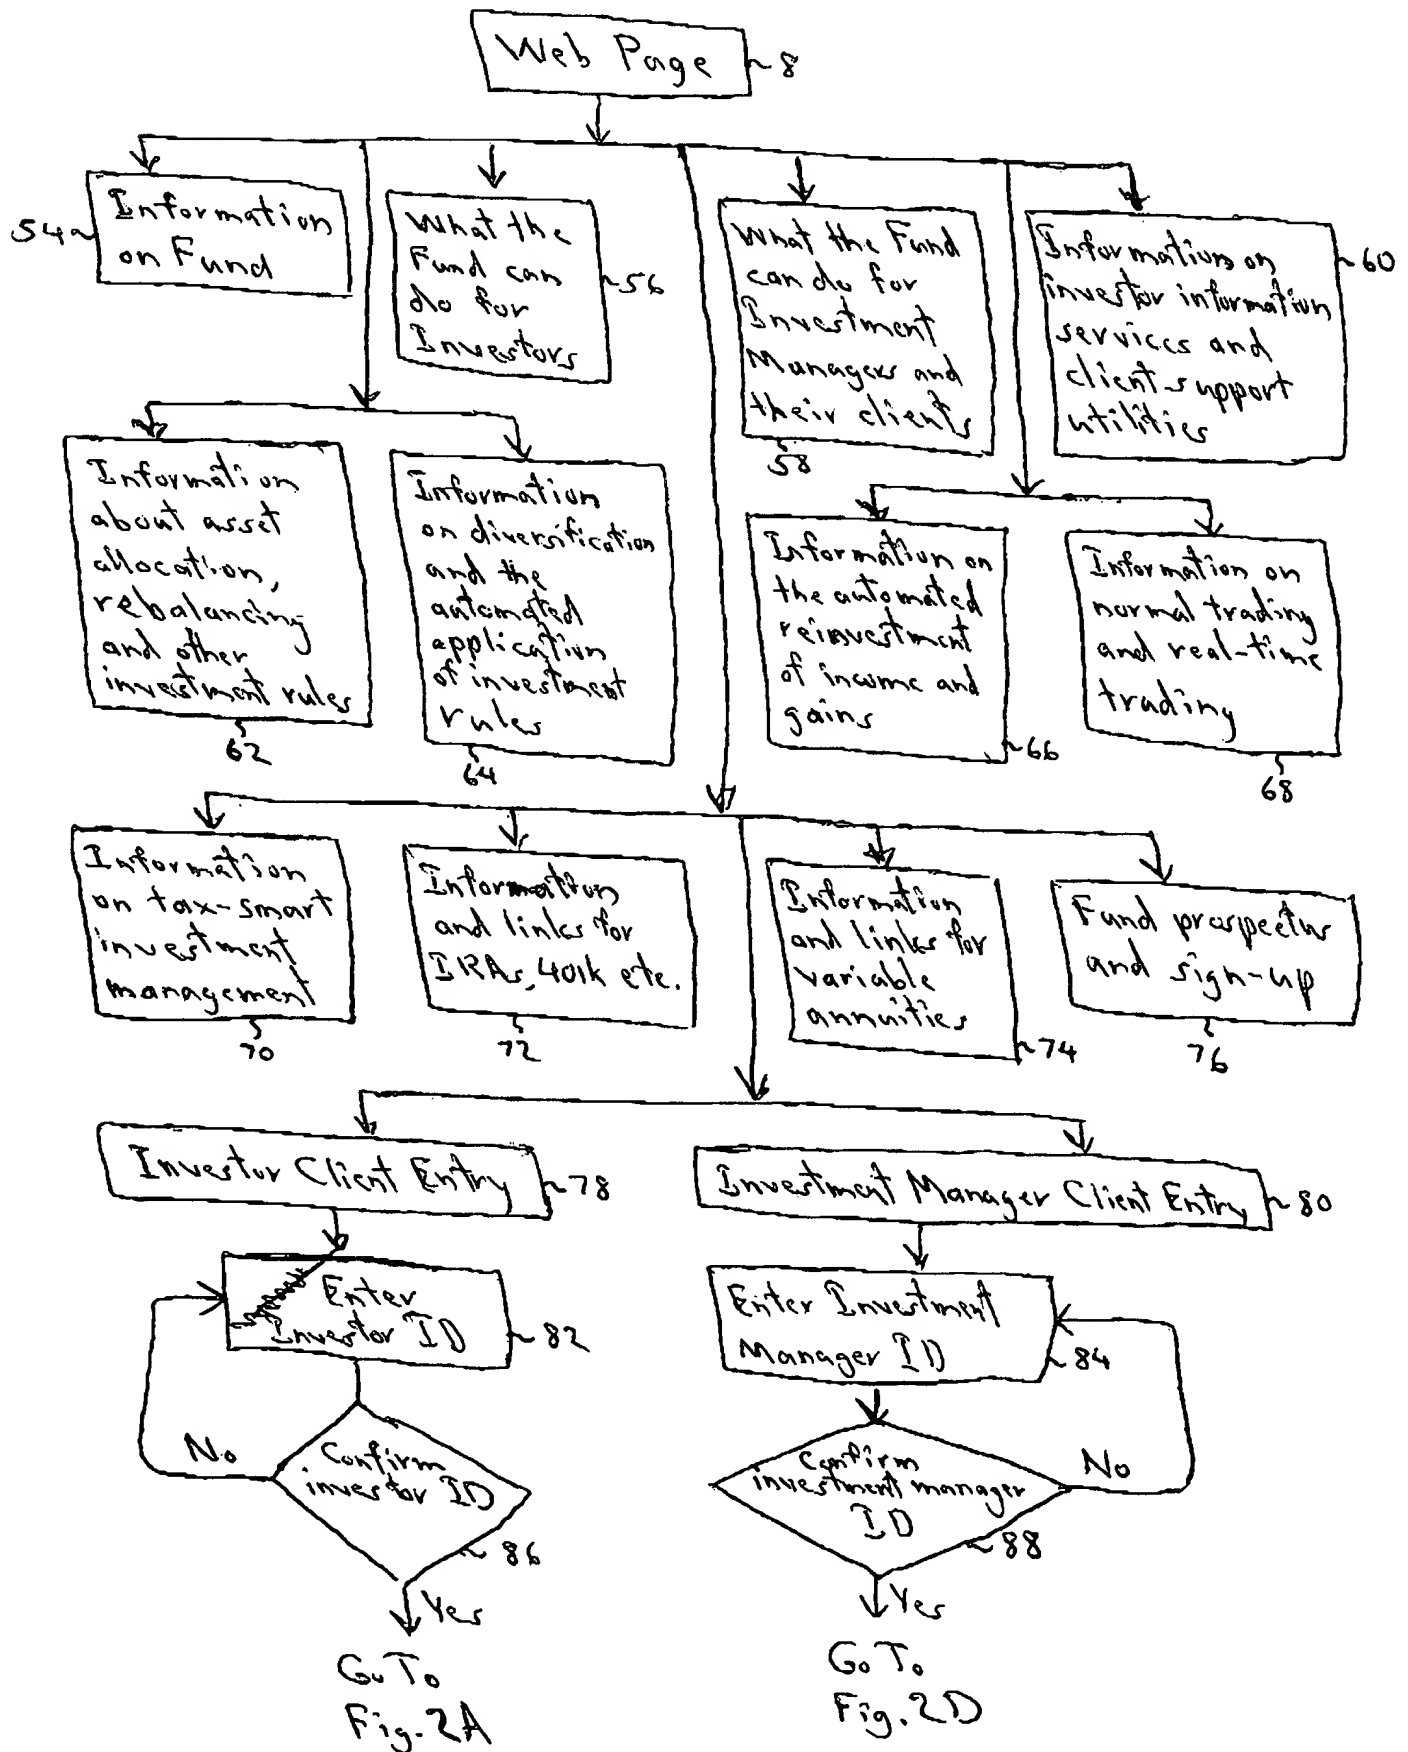 Web Page
8
Information
on Fund
54
What the
Fund can
do for
Investors
56
What the Fund
can do for
Investment
Managers and
their clients
58
Information on
investor information
services and
client support
utilities
60
Information
about asset
allocation,
rebalancing
and other
investment rules
62
Information
on diversification
and the
automated
application
of investment
rules
64
Information on
the automated
reinvestment
of income and
gains
66
Information on
normal trading
and real-time
trading
68
Information
on tax-smart
investment
management
70
Information
and links for
IRAs, 401k etc.
72
Information
and links for
variable
annuities
74
Fund prospectus
and sign-up
76
Investor Client Entry
78
Investment Manager Client Entry
80
Enter
Investor ID
82
Enter Investment
Manager ID
84
Confirm
investor ID
86
No
Yes
Confirm
investment manager
ID
88
No
Yes
Go To
Fig. 2A
Go To
Fig. 2D